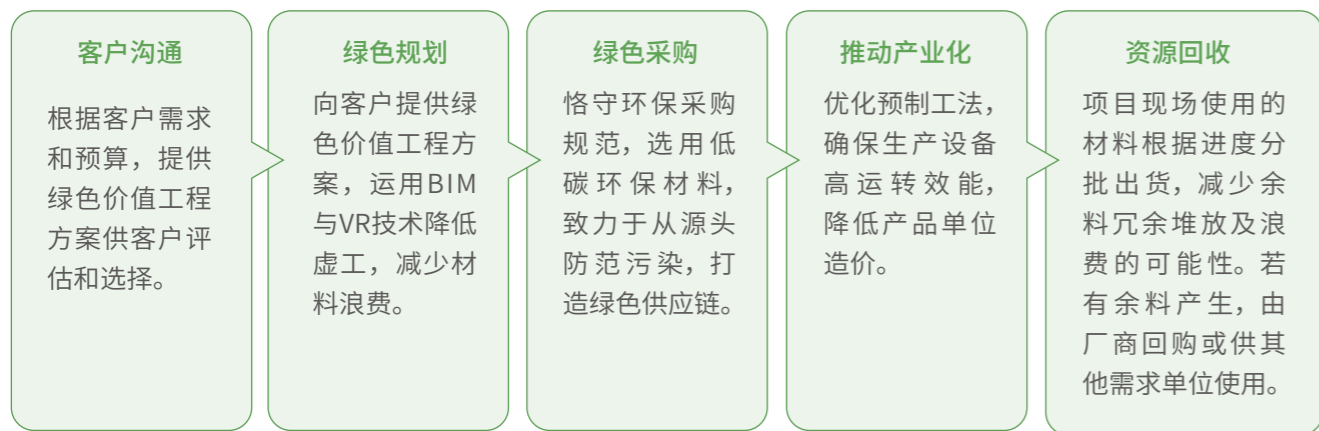 客户沟通
根据客户需求
和预算，提供
绿色价值工程
方案供客户评
估和选择。
绿色规划
向客户提供绿
色价值工程方
案，运用BIM
与VR技术降低
虚工，减少材
料浪费。
绿色采购
恪守环保采购
规范，选用低
碳环保材料，
致力于从源头
防范污染，打
造绿色供应链。
推动产业化
优化预制工法，
确保生产设备
高运转效能，
降低产品单位
造价。
资源回收
项目现场使用的
材料根据进度分
批出货，减少余
料冗余堆放及浪
费的可能性。若
有余料产生，由
厂商回购或供其
他需求单位使用。